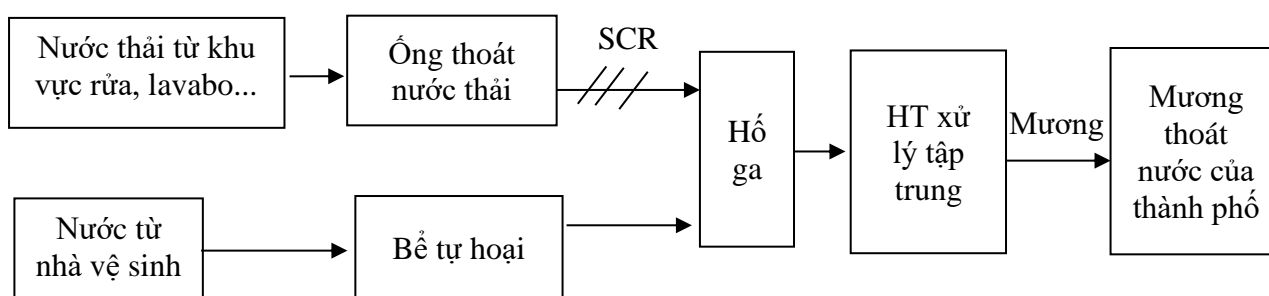 Nước thải từ khu
vực rửa, lavabo...
Ống thoát
nước thải
SCR
Hố
ga
HT xử
lý tập
trung
Mương
Mương
thoát
nước của
thành phố
Nước từ
nhà vệ sinh
Bể tự hoại